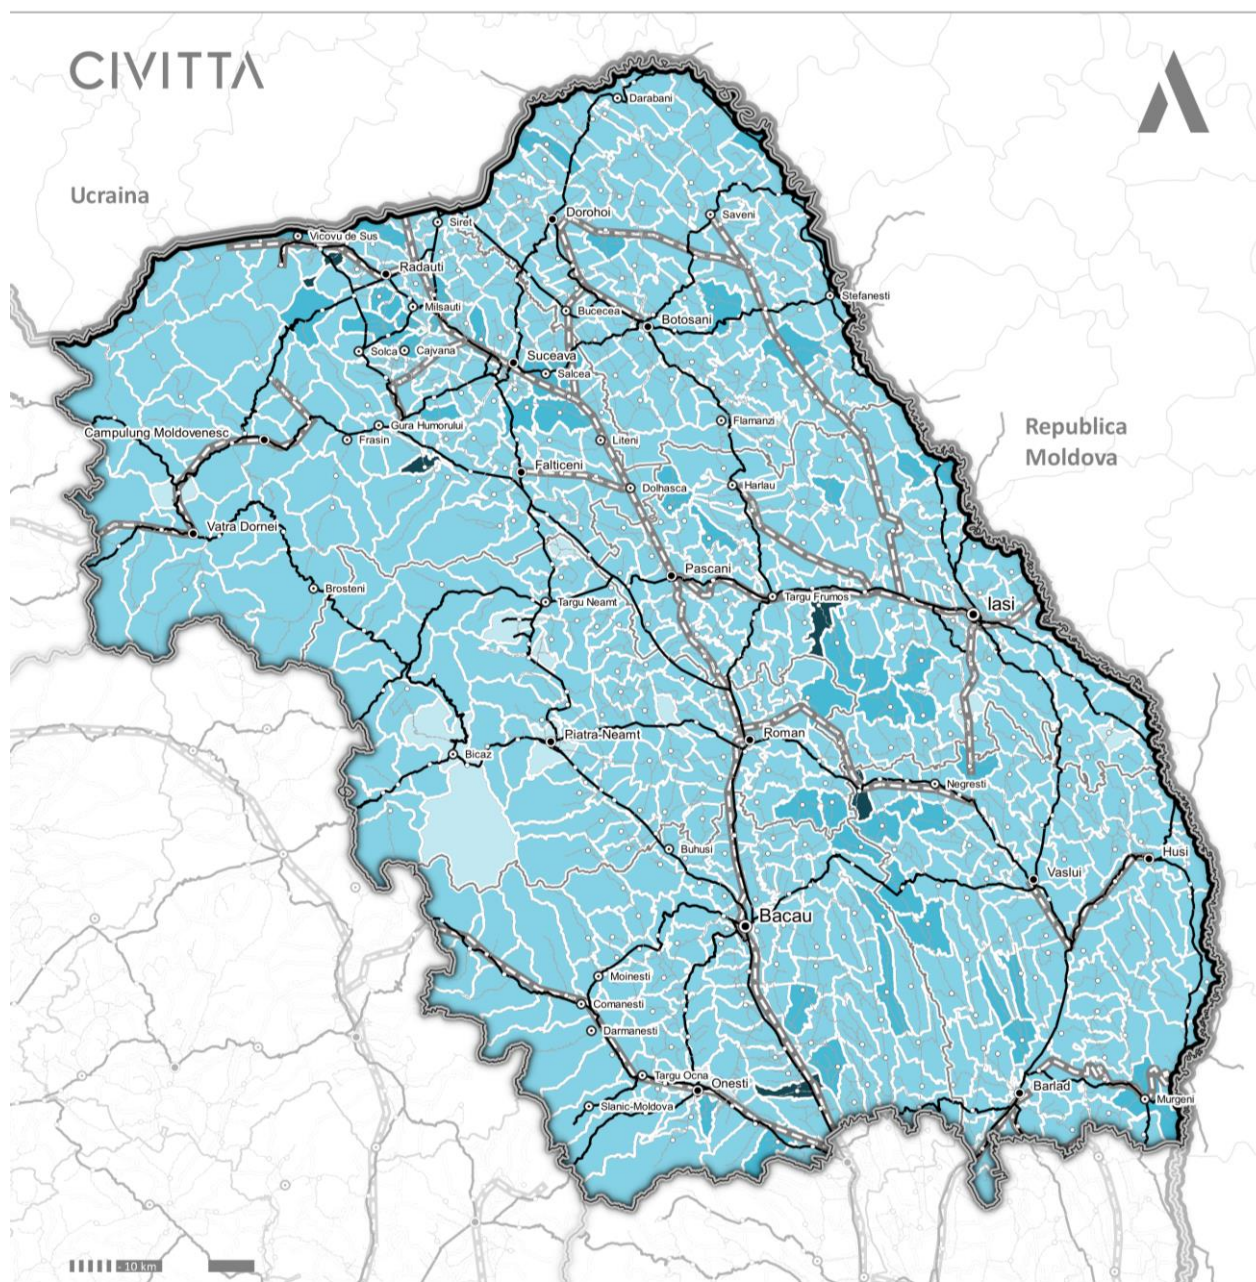 CIVITTA
Darabani
Ucraina
Dorohoi
Saveni
Siret
Vicovu de Sus
Radauti
Stefanesti
Milsauti
Bucecea
Botosani
Solca
Cajvana
Suceava
Salcea
Gura Humorului
Flamanzi
Campulung Moldovenesc
Frasin
Liteni
Republica
Moldova
Falticeni
Dolhasca
Harlau
Vatra Dornei
Pascani
Brosteni
Targu Neamt
Targu Frumos
Iasi
Piatra-Neamt
Roman
Bicaz
Negresti
Buhusi
Husi
Vaslui
Bacau
Moinesti
Comanesti
Darmanesti
Targu Ocna
Onesti
Barlad
Slanic-Moldova
Murgeni
- 10 km